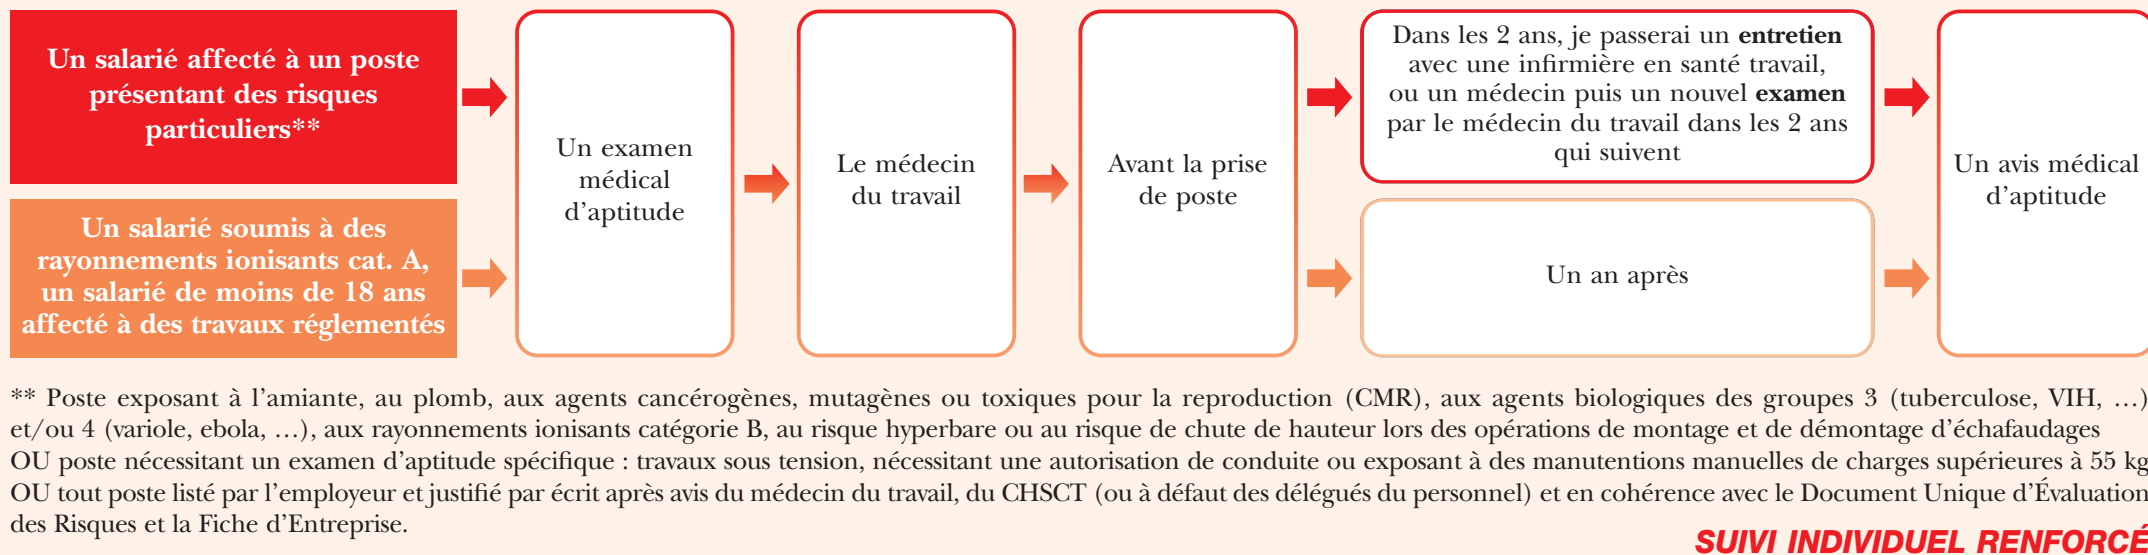 Un salarié affecté à un poste
présentant des risques
particuliers**
Un salarié soumis à des
rayonnements ionisants cat. A,
un salarié de moins de 18 ans
affecté à des travaux réglementés
Un examen
médical
d’aptitude
Le médecin
du travail
Avant la prise
de poste
Dans les 2 ans, je passerai un entretien
avec une infirmière en santé travail,
ou un médecin puis un nouvel examen
par le médecin du travail dans les 2 ans
qui suivent
Un an après
Un avis médical
d’aptitude
** Poste exposant à l’amiante, au plomb, aux agents cancérogènes, mutagènes ou toxiques pour la reproduction (CMR), aux agents biologiques des groupes 3 (tuberculose, VIH, …)
et/ou 4 (variole, ebola, …), aux rayonnements ionisants catégorie B, au risque hyperbare ou au risque de chute de hauteur lors des opérations de montage et de démontage d’échafaudages
OU poste nécessitant un examen d’aptitude spécifique : travaux sous tension, nécessitant une autorisation de conduite ou exposant à des manutentions manuelles de charges supérieures à 55 kg
OU tout poste listé par l’employeur et justifié par écrit après avis du médecin du travail, du CHSCT (ou à défaut des délégués du personnel) et en cohérence avec le Document Unique d’Évaluation
des Risques et la Fiche d’Entreprise.
SUIVI INDIVIDUEL RENFORCÉ